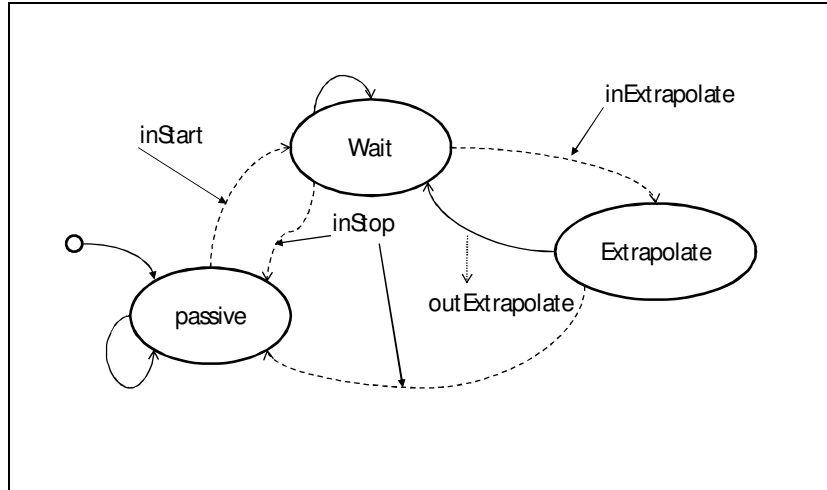 inExtrapolate
inStart
Wait
inStop
Extrapolate
outExtrapolate
passive